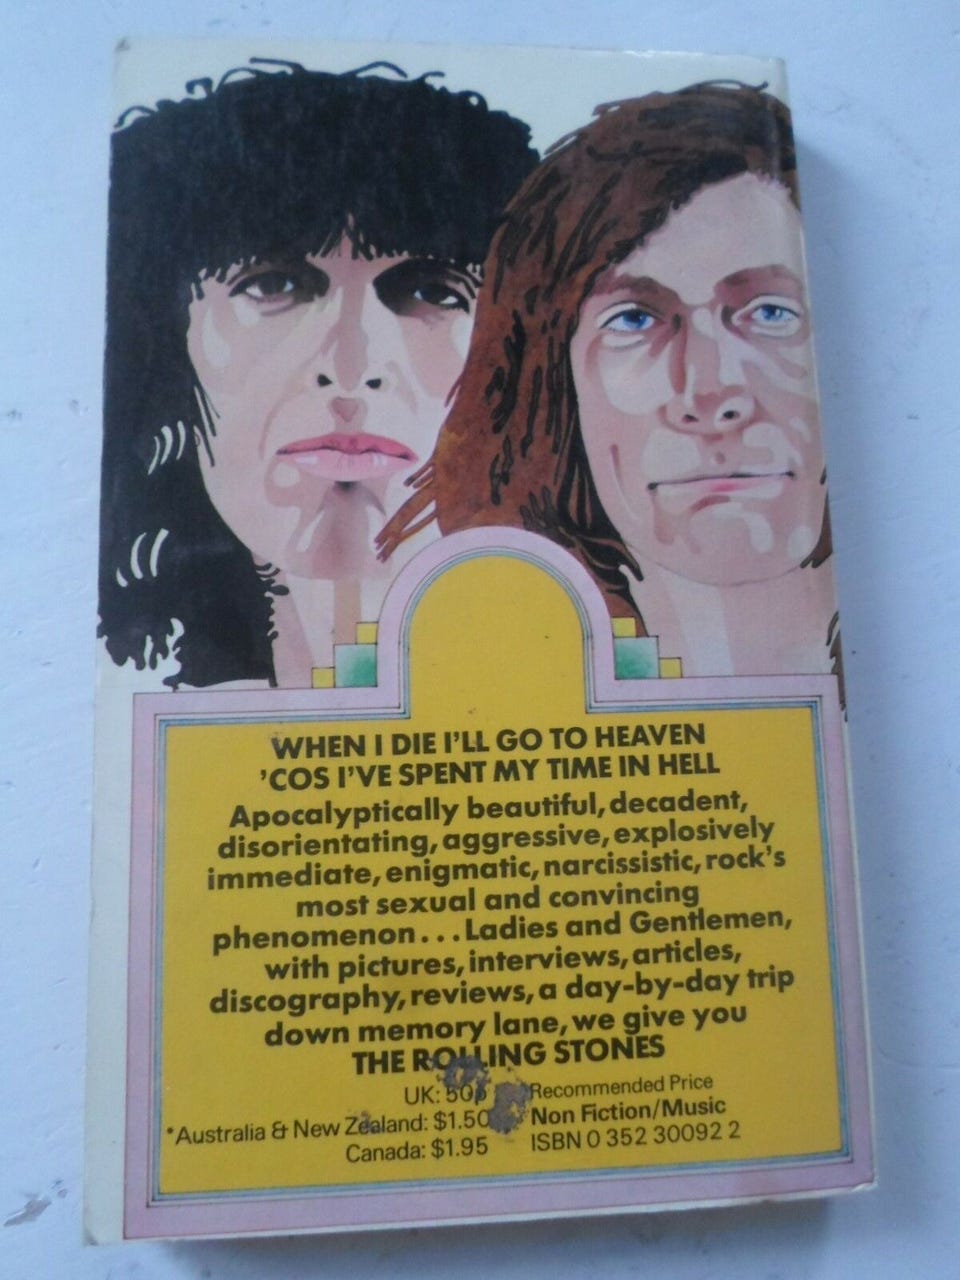 WHEN I DIE I'LL GO TO HEAVEN
'COS I'VE SPENT MY TIME IN HELL
Apocalyptically beautiful, decadent,
disorientating, aggressive, explosively
immediate, enigmatic, narcissistic, rock's
most sexual and convincing
phenomenon...Ladies and Gentlemen,
with pictures, interviews, articles,
discography, reviews, a day-by-day trip
down memory lane, we give you
THE ROLLING STONES
UK: 50p
*Australia & New Zealand: $1.50
Canada: $1.95
Recommended Price
Non Fiction/Music
ISBN 0 352 30092 2